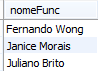 nomeFunc
Fernando Wong
Janice Morais
Juliano Brito